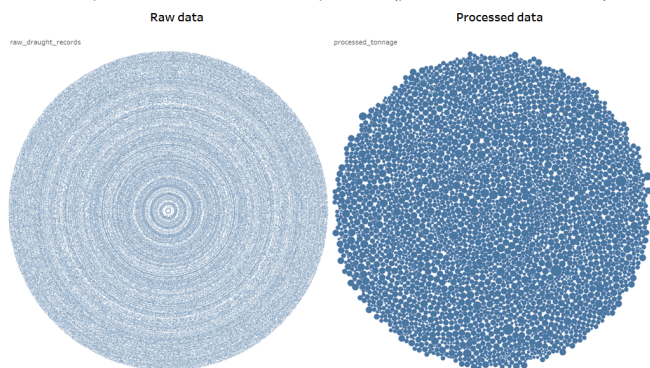 Raw data
Processed data
raw_draught_records
processed_tonnage